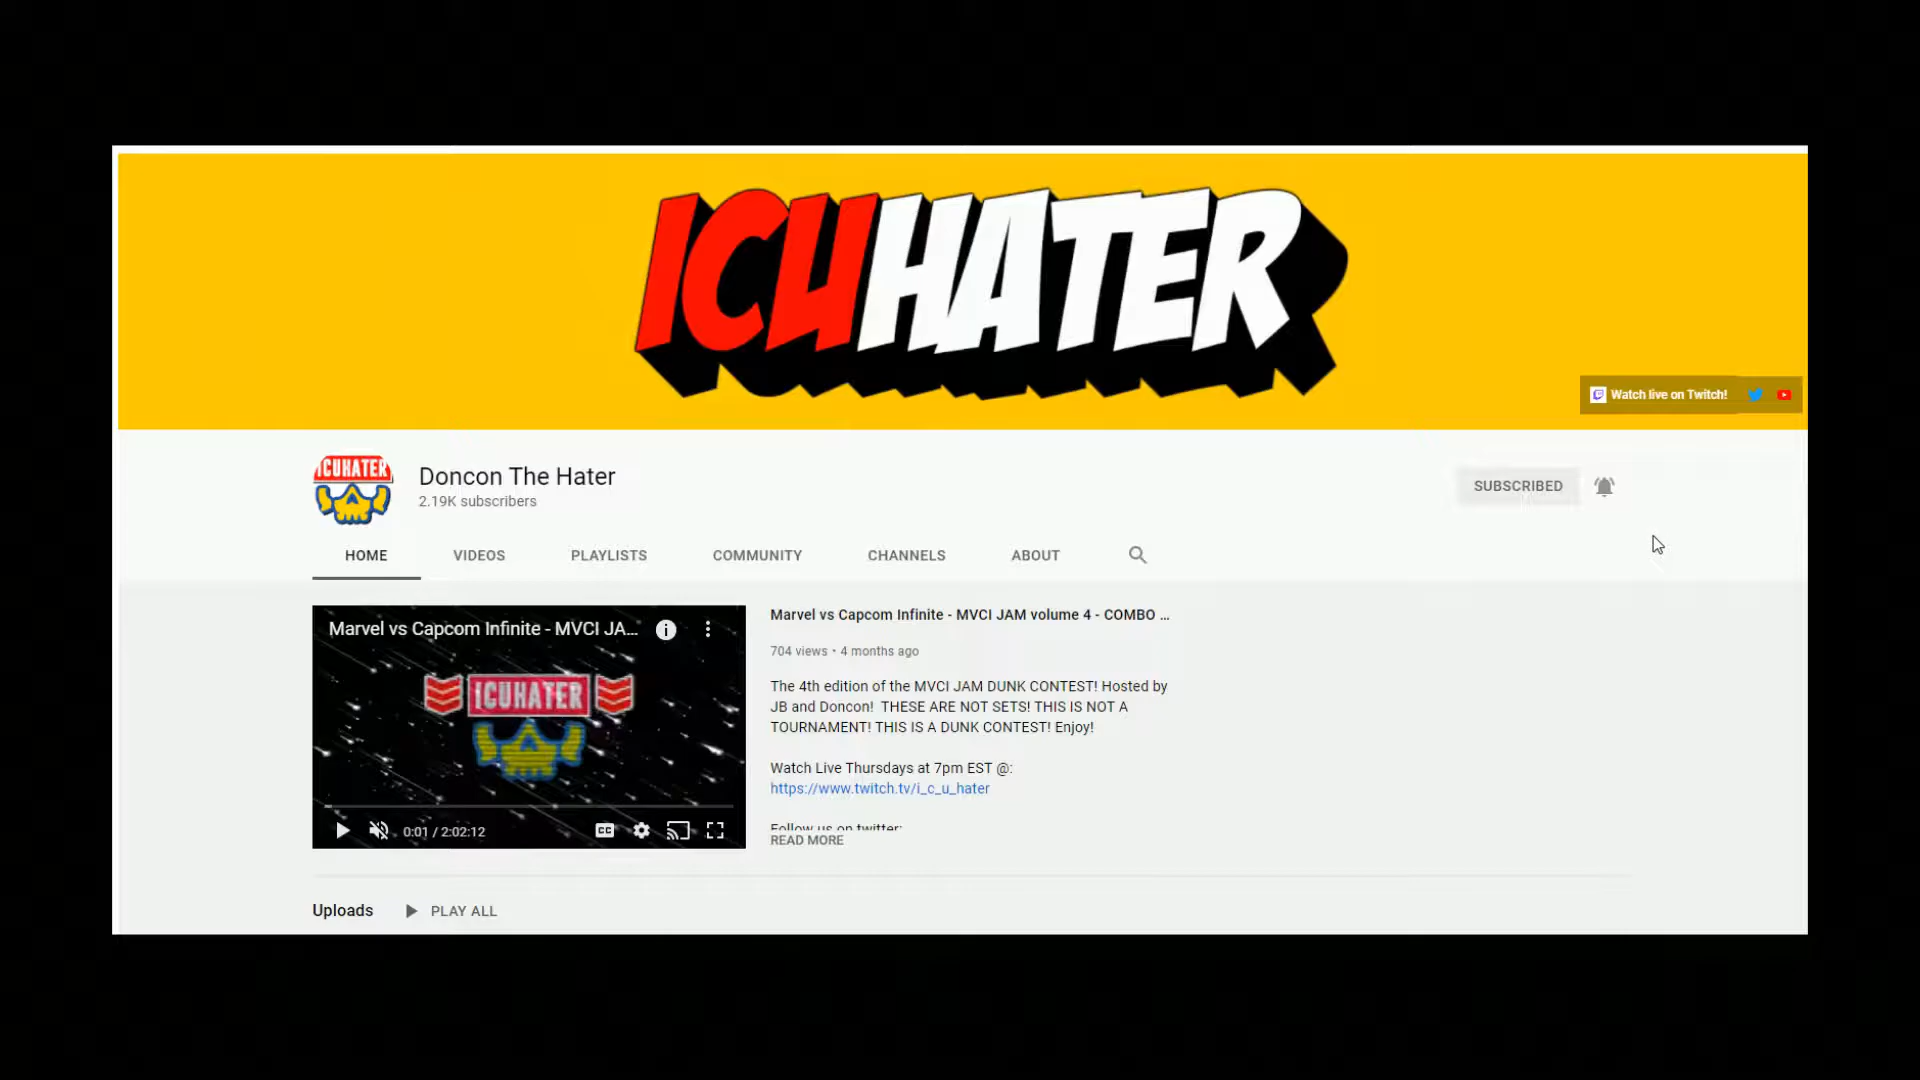 ICUHATER
Watch live on Twitch!
ICUHATER
Doncon The Hater
2.19K subscribers
SUBSCRIBED
HOME
VIDEOS
PLAYLISTS
COMMUNITY
CHANNELS
ABOUT
Marvel vs Capcom Infinite - MVCI JA...
ICUHATER
0:01 / 2:02:12
CC
Marvel vs Capcom Infinite - MVCI JAM volume 4 - COMBO ...
704 views • 4 months ago
The 4th edition of the MVCI JAM DUNK CONTEST! Hosted by
JB and Doncon!  THESE ARE NOT SETS! THIS IS NOT A
TOURNAMENT! THIS IS A DUNK CONTEST! Enjoy!
Watch Live Thursdays at 7pm EST @:
https://www.twitch.tv/i_c_u_hater
Follow us on twitter:
READ MORE
Uploads
PLAY ALL